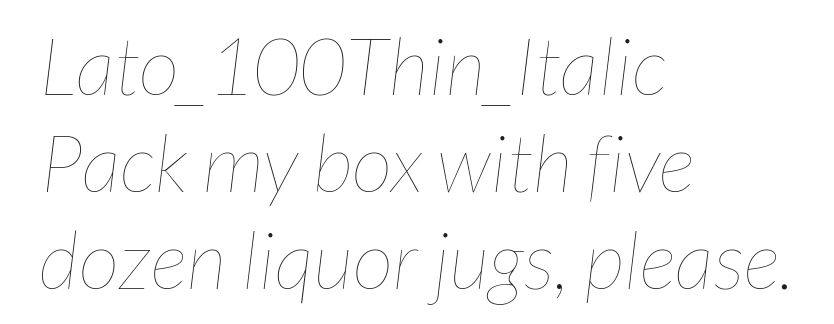 Lato_100Thin_Italic
Pack my box with five
dozen liquor jugs, please.